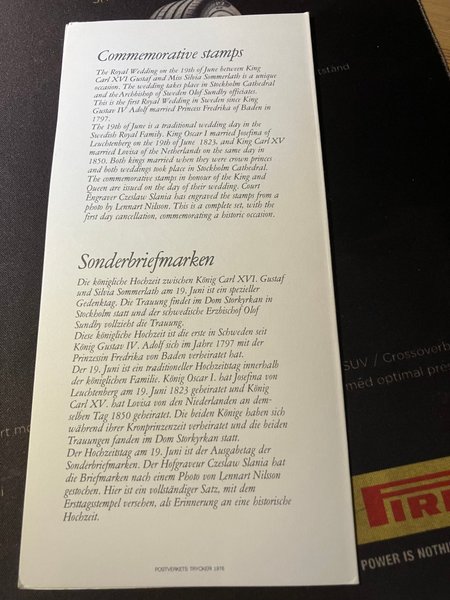 Commemorative stamps
The Royal Wedding on the 19th of June between King
Carl XVI Gustaf and Miss Silvia Sommerlath is a unique
occasion. The wedding takes place in Stockholm Cathedral
and the Archbishop of Sweden Olof Sundby officiates.
This is the first Royal Wedding in Sweden since King
Gustav IV Adolf married Princess Fredrika of Baden in
1797.
The 19th of June is a traditional wedding day in the
Swedish Royal Family. King Oscar I married Josefina of
Leuchtenberg on the 19th of June 1823, and King Carl XV
married Lovisa of the Netherlands on the same day in
1850. Both kings married when they were crown princes
and both weddings took place in Stockholm Cathedral.
The commemorative stamps in honour of the King and
Queen are issued on the day of their wedding. Court
Engraver Czeslaw Slania has engraved the stamps from a
photo by Lennart Nilsson. This is a complete set, with the
first day cancellation, commemorating a historic occasion.
Sonderbriefmarken
Die königliche Hochzeit zwischen König Carl XVI. Gustaf
und Silvia Sommerlath am 19. Juni ist ein spezieller
Gedenktag. Die Trauung findet im Dom Storkyrkan in
Stockholm statt und der schwedische Erzbischof Olof
Sundby vollzieht die Trauung.
Diese königliche Hochzeit ist die erste in Schweden seit
König Gustav IV. Adolf sich im Jahre 1797 mit der
Prinzessin Fredrika von Baden verheiratet hat.
Der 19. Juni ist ein traditioneller Hochzeitstag innerhalb
der königlichen Familie. König Oscar I. hat Josefina von
Leuchtenberg am 19. Juni 1823 geheiratet und König
Carl XV. hat Lovisa von den Niederlanden an dem-
selben Tag 1850 geheiratet. Die beiden Könige haben sich
während ihrer Kronprinzenzeit verheiratet und die beiden
Trauungen fanden im Dom Storkyrkan statt.
Der Hochzeitstag am 19. Juni ist der Ausgabetag der
Sonderbriefmarken. Der Hofgraveur Czeslaw Slania hat
die Briefmarken nach einem Photo von Lennart Nilsson
gestochen. Hier ist ein vollständiger Satz, mit dem
Ersttagsstempel versehen, als Erinnerung an eine historische
Hochzeit.
POSTVERKETS TRYCKERI L876
SUV / Crossoverb
med optimal pres
PIRE
POWER IS NOTHIN